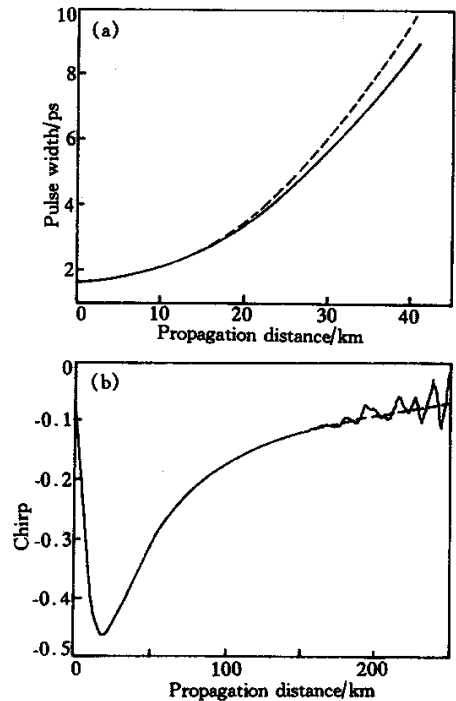 (a)
10
8
6
4
2
Pulse width/ps
0 10 20 30 40
Propagation distance/km
(b)
0
-0.1
-0.2
-0.3
-0.4
-0.5
Chirp
0 100 200
Propagation distance/km